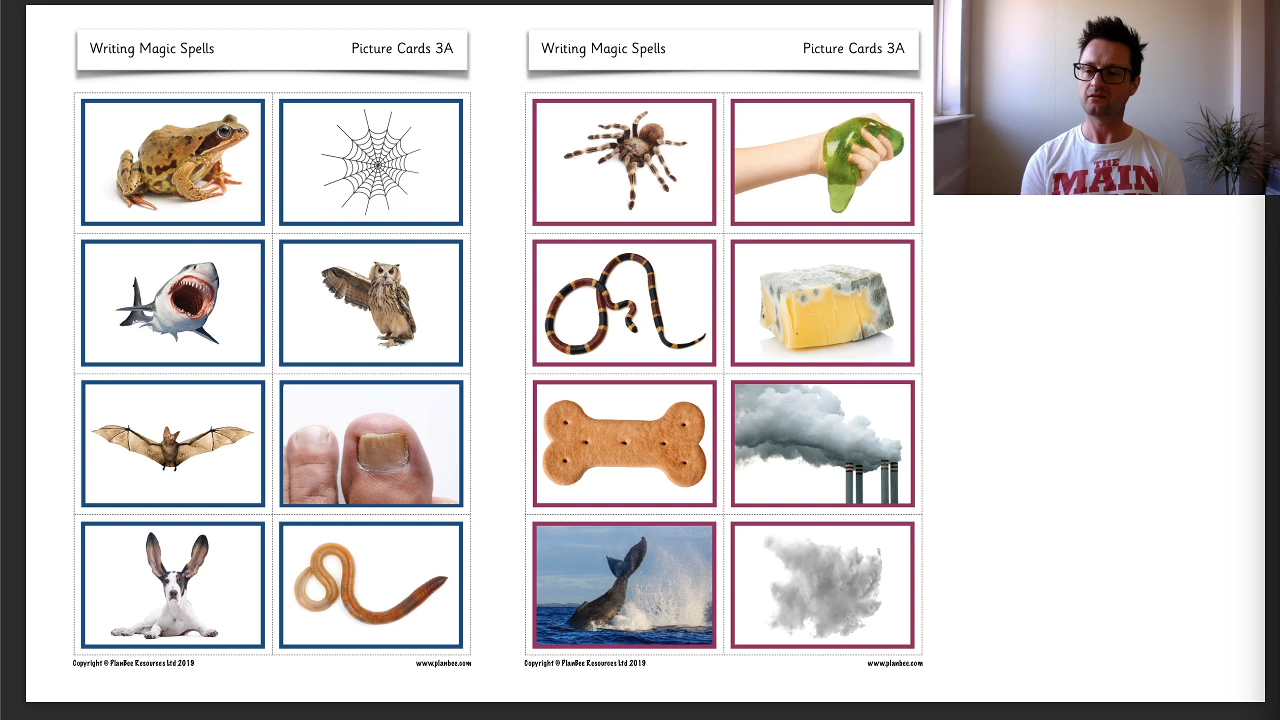 Writing Magic Spells
Picture Cards 3A
Writing Magic Spells
Picture Cards 3A
THE
MAIN
Copyright © PlanBee Resources Ltd 2019
www.planbee.com
Copyright © PlanBee Resources Ltd 2019
www.planbee.com